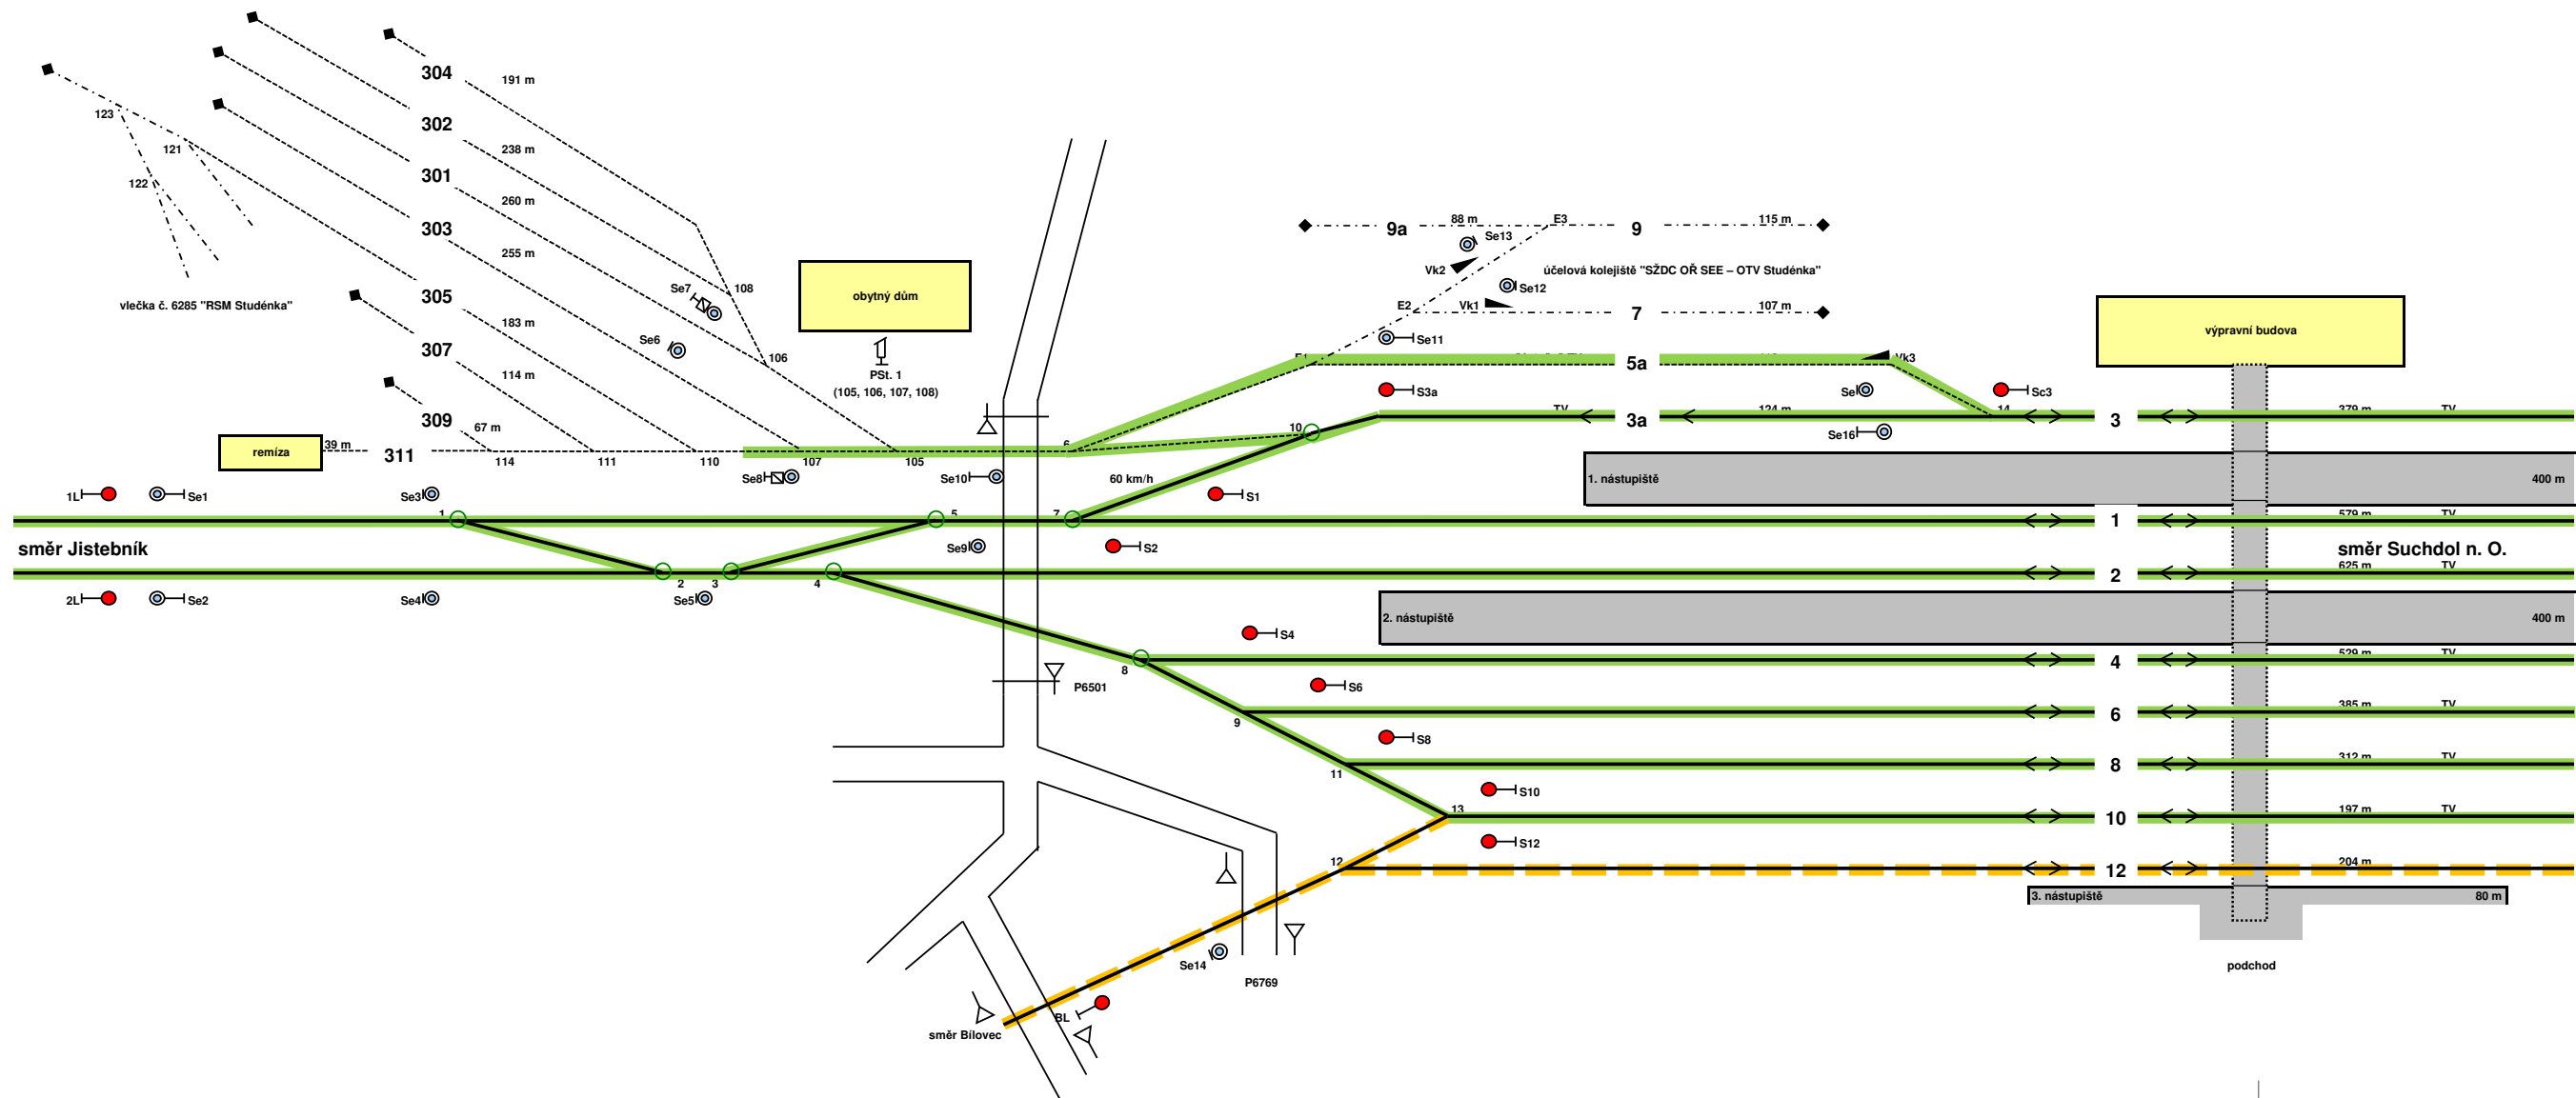 304
191 m
302
238 m
301
260 m
303
255 m
305
183 m
307
114 m
309
67 m
311
39 m
remíza
123
121
122
vlečka č. 6285 "RSM Studénka"
Se7
108
Se6
106
obytný dům
PSt. 1
(105, 106, 107, 108)
114
111
110
107
105
6
Se8
Se10
9a
88 m
E3
9
115 m
Se13
Vk2
účelová kolejiště "SŽDC OŘ SEE – OTV Studénka"
Se12
E2
Vk1
7
107 m
Se11
E1
5a
Vk3
výpravní budova
S3a
Se
Sc3
TV
3a
124 m
14
3
379 m
TV
10
Se16
60 km/h
1. nástupiště
400 m
1L
Se1
Se3
S1
1
5
7
1
579 m
TV
směr Jistebník
Se9
S2
směr Suchdol n. O.
2
3
4
2
625 m
TV
2L
Se2
Se4
Se5
2. nástupiště
400 m
S4
8
4
529 m
TV
P6501
S6
9
6
385 m
TV
S8
11
8
312 m
TV
S10
13
10
197 m
TV
S12
12
12
204 m
3. nástupiště
80 m
Se14
P6769
podchod
BL
směr Bílovec